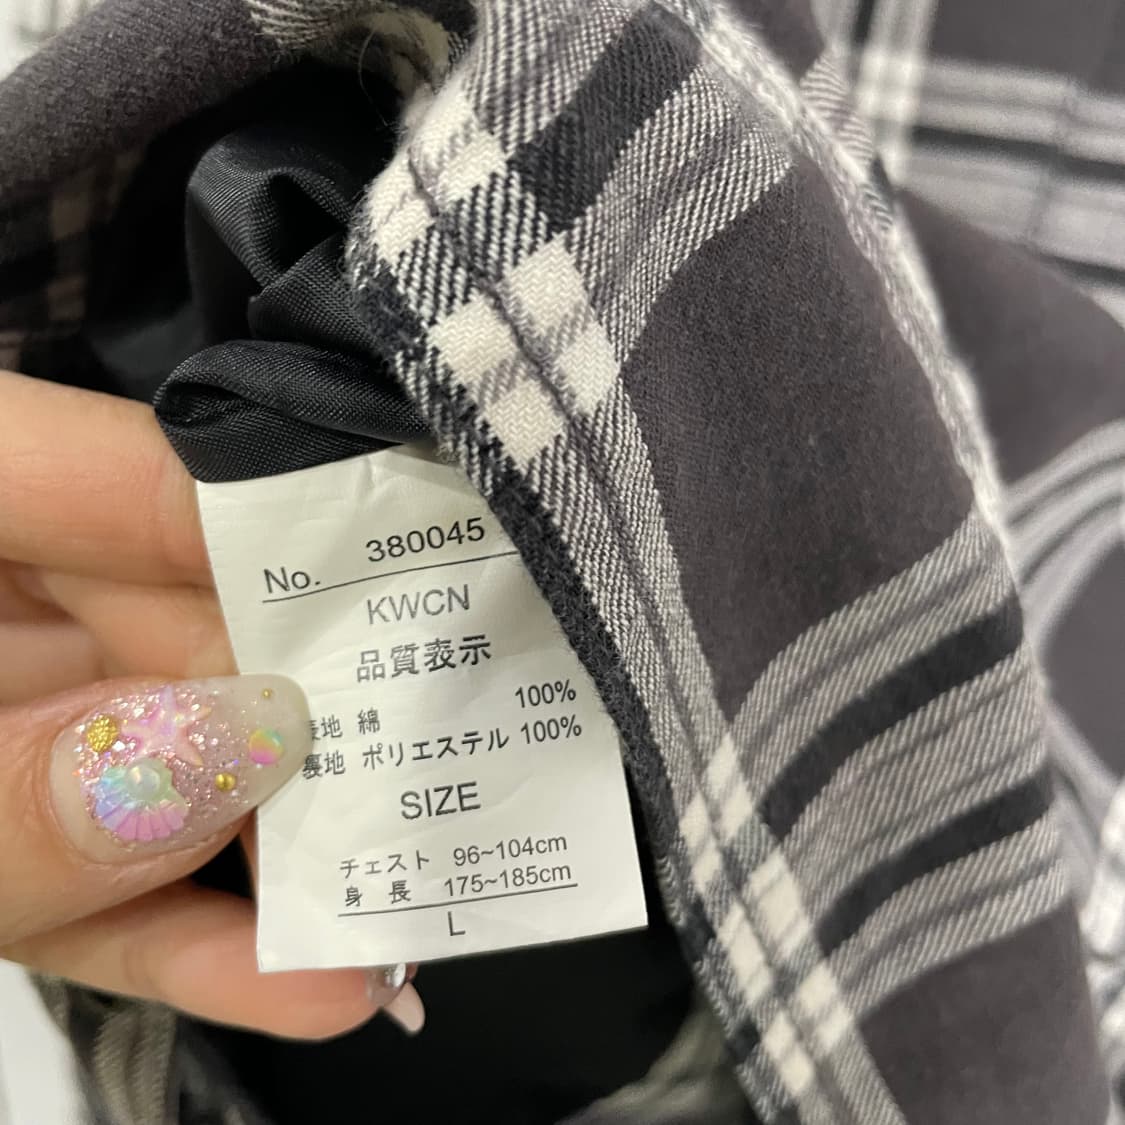 No. 380045
KWCN
品質表示
表地 綿 100%
裏地 ポリエステル 100%
SIZE
チェスト 96~104cm
身 長 175~185cm
L